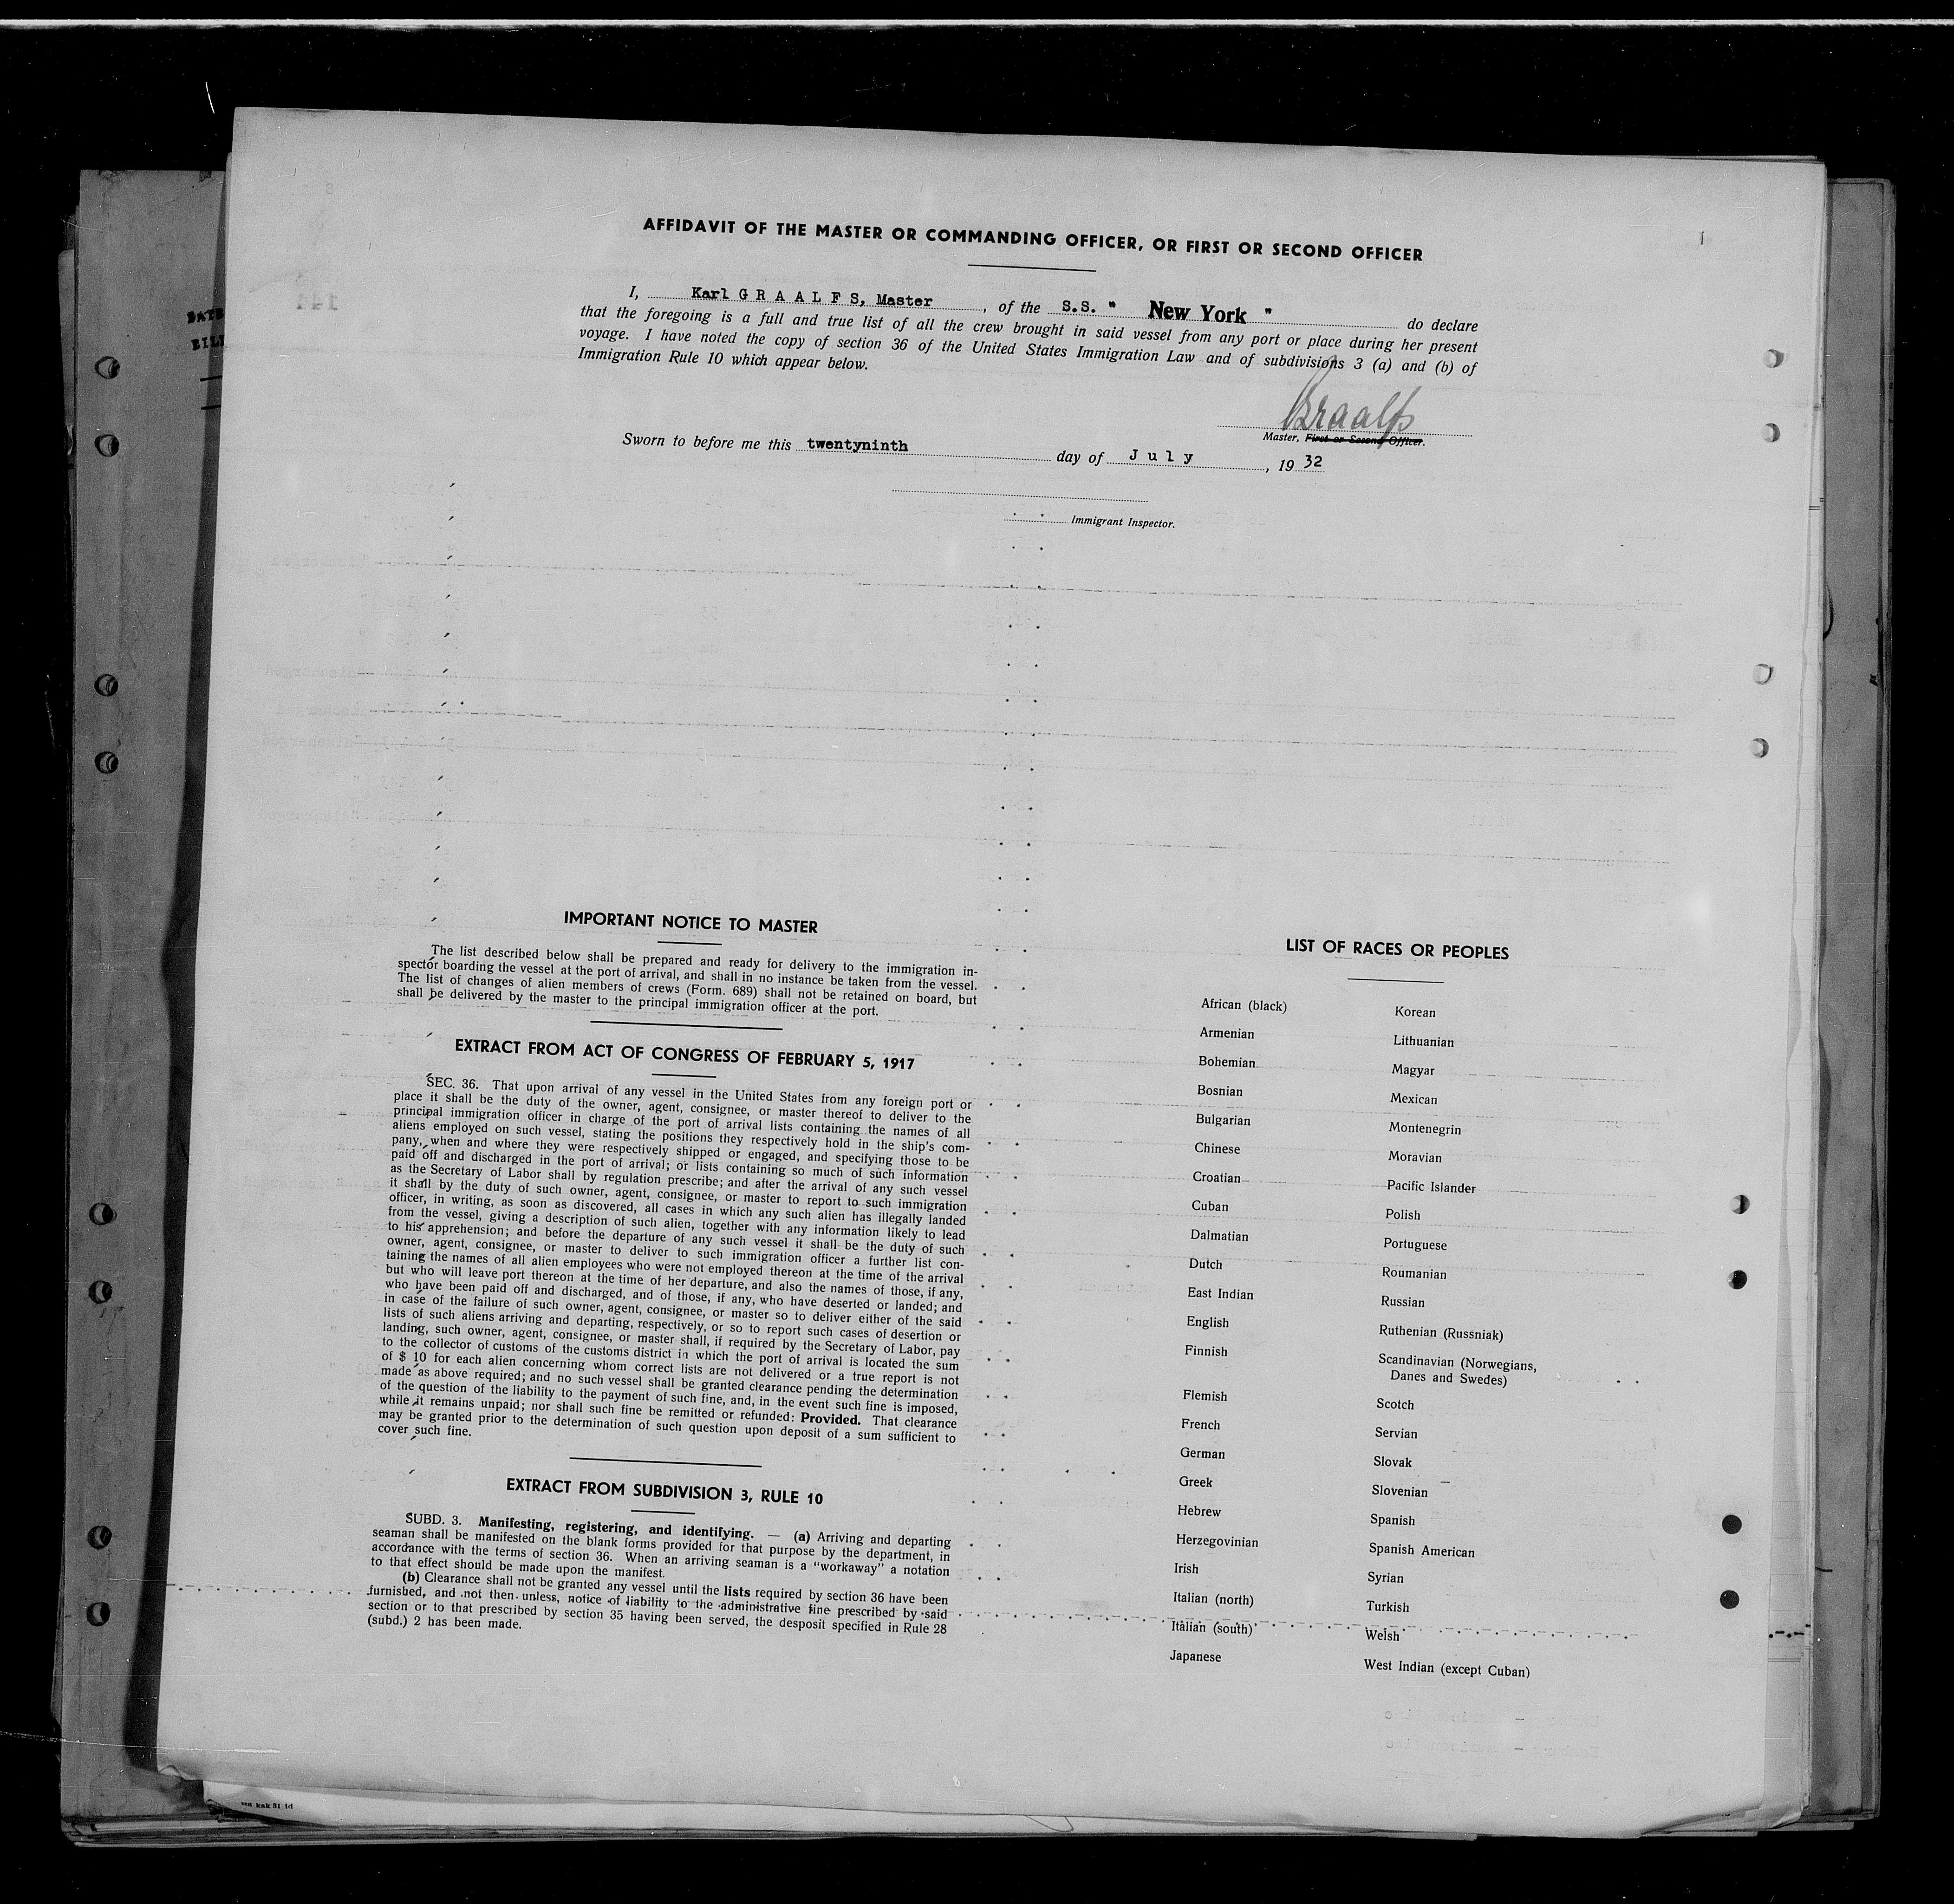 AFFIDAVIT OF THE MASTER OR COMMANDING OFFICER, OR FIRST OR SECOND OFFICER
I, Karl G R A A L F S, Master, of the S.S. " New York " do declare
that the foregoing is a full and true list of all the crew brought in said vessel from any port or place during her present
voyage. I have noted the copy of section 36 of the United States Immigration Law and of subdivisions 3 (a) and (b) of
Immigration Rule 10 which appear below.
Graalfs
Master, First or Second Officer.
Sworn to before me this twentyninth day of J u l y, 19 32
Immigrant Inspector.
IMPORTANT NOTICE TO MASTER
The list described below shall be prepared and ready for delivery to the immigration in-
spector boarding the vessel at the port of arrival, and shall in no instance be taken from the vessel.
The list of changes of alien members of crews (Form. 689) shall not be retained on board, but
shall be delivered by the master to the principal immigration officer at the port.
EXTRACT FROM ACT OF CONGRESS OF FEBRUARY 5, 1917
SEC. 36. That upon arrival of any vessel in the United States from any foreign port or
place it shall be the duty of the owner, agent, consignee, or master thereof to deliver to the
principal immigration officer in charge of the port of arrival lists containing the names of all
aliens employed on such vessel, stating the positions they respectively hold in the ship's com-
pany, when and where they were respectively shipped or engaged, and specifying those to be
paid off and discharged in the port of arrival; or lists containing so much of such information
as the Secretary of Labor shall by regulation prescribe; and after the arrival of any such vessel
it shall by the duty of such owner, agent, consignee, or master to report to such immigration
officer, in writing, as soon as discovered, all cases in which any such alien has illegally landed
from the vessel, giving a description of such alien, together with any information likely to lead
to his apprehension; and before the departure of any such vessel it shall be the duty of such
owner, agent, consignee, or master to deliver to such immigration officer a further list con-
taining the names of all alien employees who were not employed thereon at the time of the arrival
but who will leave port thereon at the time of her departure, and also the names of those, if any,
who have been paid off and discharged, and of those, if any, who have deserted or landed; and
in case of the failure of such owner, agent, consignee, or master so to deliver either of the said
lists of such aliens arriving and departing, respectively, or so to report such cases of desertion or
landing, such owner, agent, consignee, or master shall, if required by the Secretary of Labor, pay
to the collector of customs of the customs district in which the port of arrival is located the sum
of $ 10 for each alien concerning whom correct lists are not delivered or a true report is not
made as above required; and no such vessel shall be granted clearance pending the determination
of the question of the liability to the payment of such fine, and, in the event such fine is imposed,
while it remains unpaid; nor shall such fine be remitted or refunded: Provided. That clearance
may be granted prior to the determination of such question upon deposit of a sum sufficient to
cover such fine.
EXTRACT FROM SUBDIVISION 3, RULE 10
SUBD. 3. Manifesting, registering, and identifying. — (a) Arriving and departing
seaman shall be manifested on the blank forms provided for that purpose by the department, in
accordance with the terms of section 36. When an arriving seaman is a "workaway" a notation
to that effect should be made upon the manifest.
(b) Clearance shall not be granted any vessel until the lists required by section 36 have been
furnished, and not then unless, notice of liability to the administrative fine prescribed by said
section or to that prescribed by section 35 having been served, the desposit specified in Rule 28
(subd.) 2 has been made.
LIST OF RACES OR PEOPLES
African (black)
Armenian
Bohemian
Bosnian
Bulgarian
Chinese
Croatian
Cuban
Dalmatian
Dutch
East Indian
English
Finnish
Flemish
French
German
Greek
Hebrew
Herzegovinian
Irish
Italian (north)
Italian (south)
Japanese
Korean
Lithuanian
Magyar
Mexican
Montenegrin
Moravian
Pacific Islander
Polish
Portuguese
Roumanian
Russian
Ruthenian (Russniak)
Scandinavian (Norwegians,
Danes and Swedes)
Scotch
Servian
Slovak
Slovenian
Spanish
Spanish American
Syrian
Turkish
Welsh
West Indian (except Cuban)